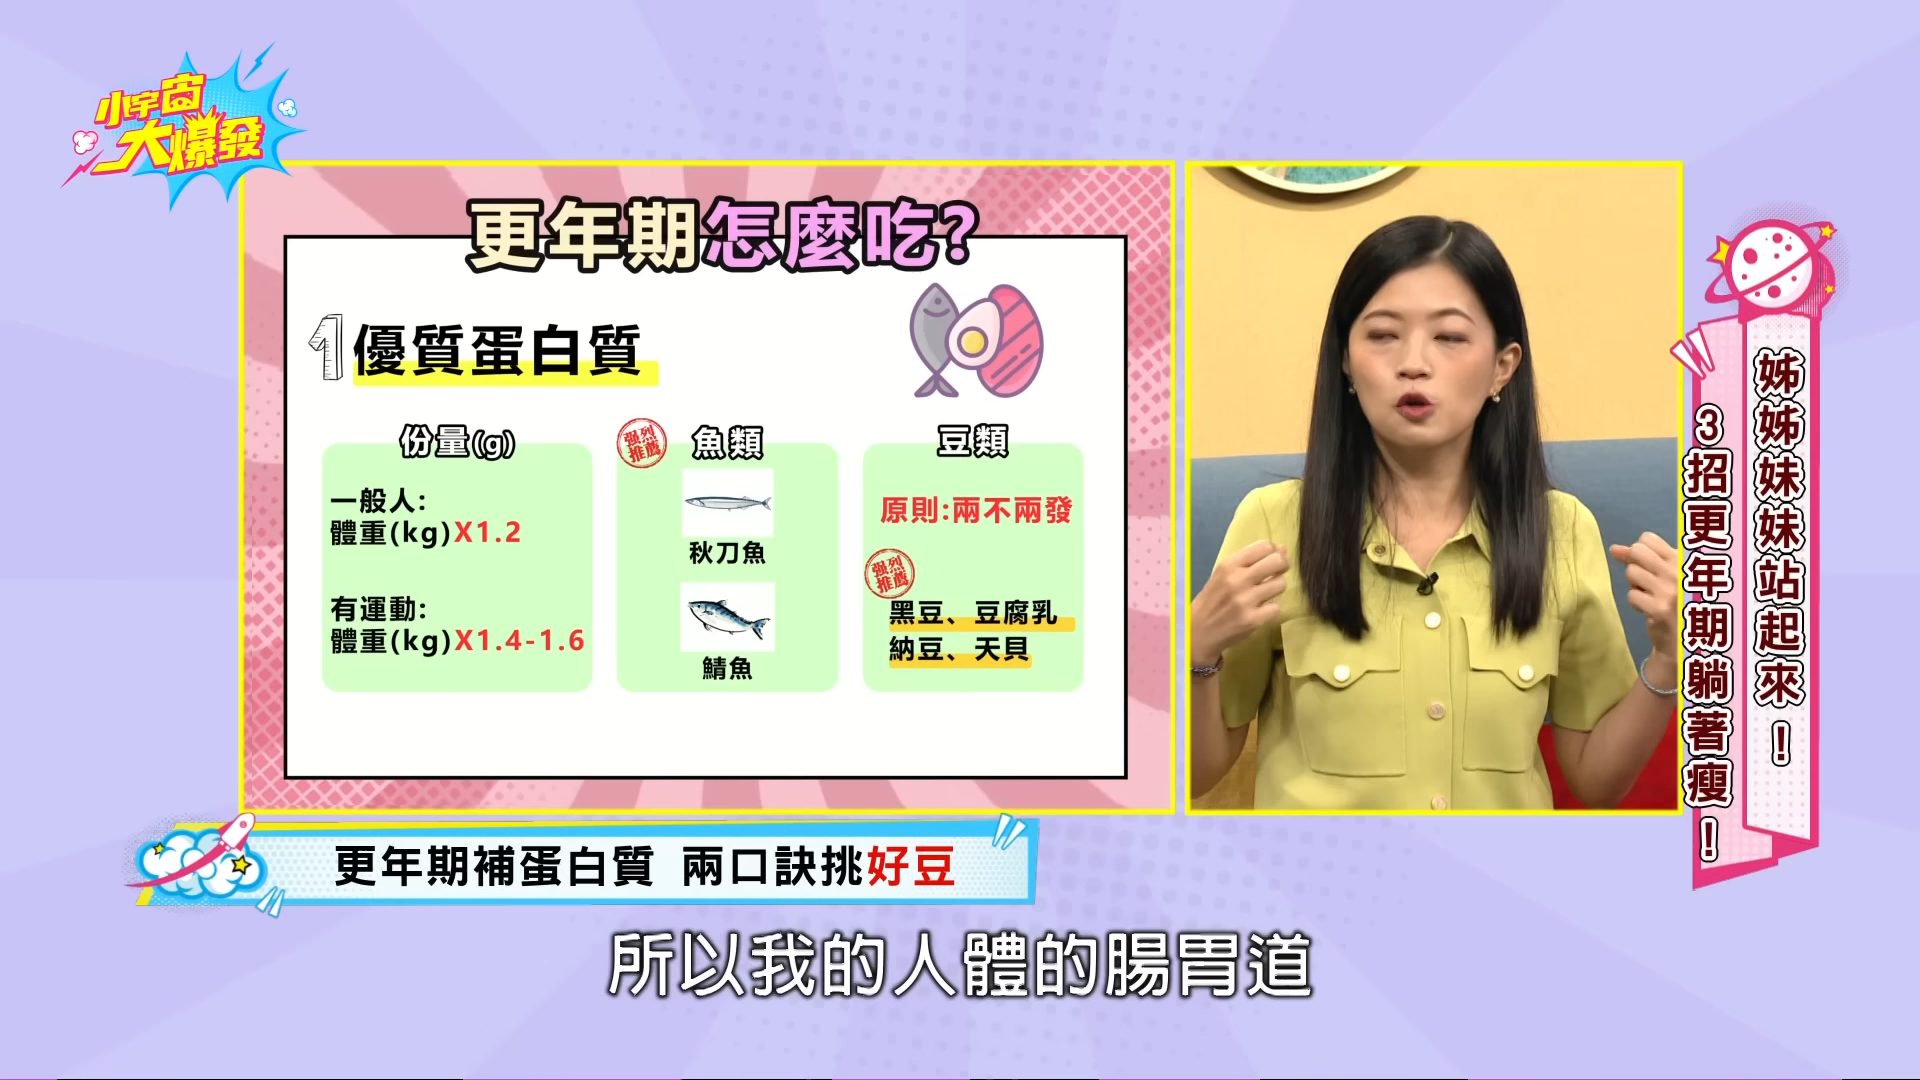 小宇宙
大爆發
更年期怎麼吃?
1優質蛋白質
份量(g)
一般人:
體重(kg)X1.2
有運動:
體重(kg)X1.4-1.6
强烈
推薦
魚類
秋刀魚
鯖魚
豆類
原則:兩不兩發
强烈
推薦
黑豆、豆腐乳
納豆、天貝
姊姊妹妹站起來!
3招更年期躺著瘦!
更年期補蛋白質 兩口訣挑好豆
所以我的人體的腸胃道